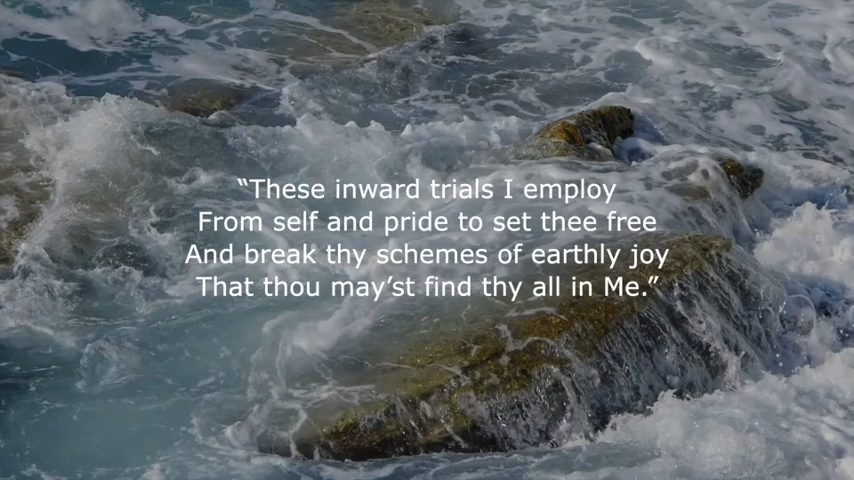 “These inward trials I employ
From self and pride to set thee free
And break thy schemes of earthly joy
That thou may’st find thy all in Me.”